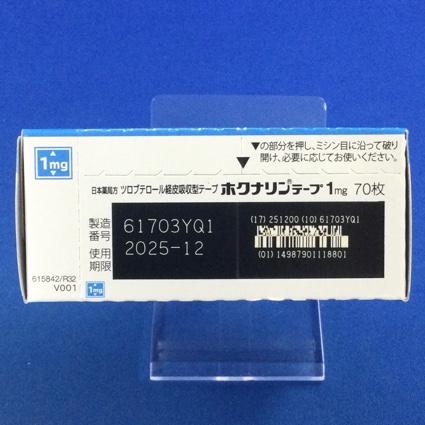 1mg
▼の部分を押し、ミシン目に沿って破り
開け、必要に応じてお使いください。
日本薬局方 ツロブテロール経皮吸収型テープ ホクナリンテープ1mg 70枚
製造番号 61703YQ1
使用期限 2025-12
(17) 251200 (10) 61703YQ1
(01) 14987901118801
615842/R32
V001
1mg